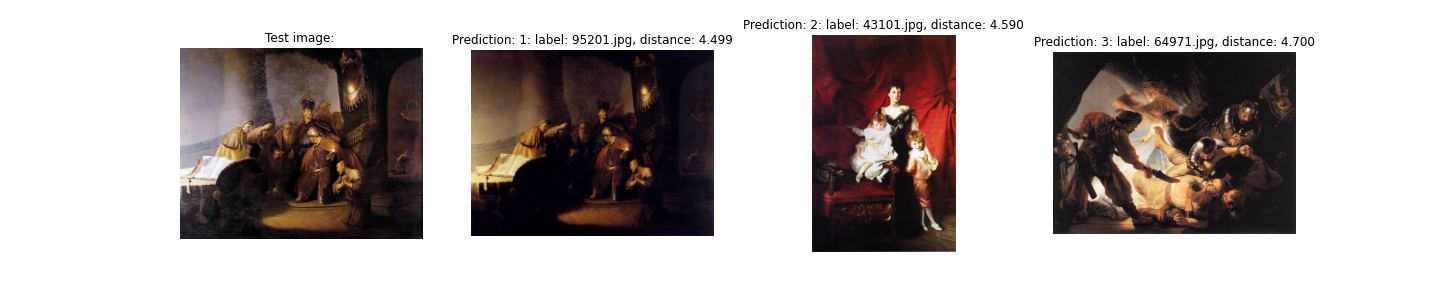 Test image:
Prediction: 1: label: 95201.jpg, distance: 4.499
Prediction: 2: label: 43101.jpg, distance: 4.590
Prediction: 3: label: 64971.jpg, distance: 4.700